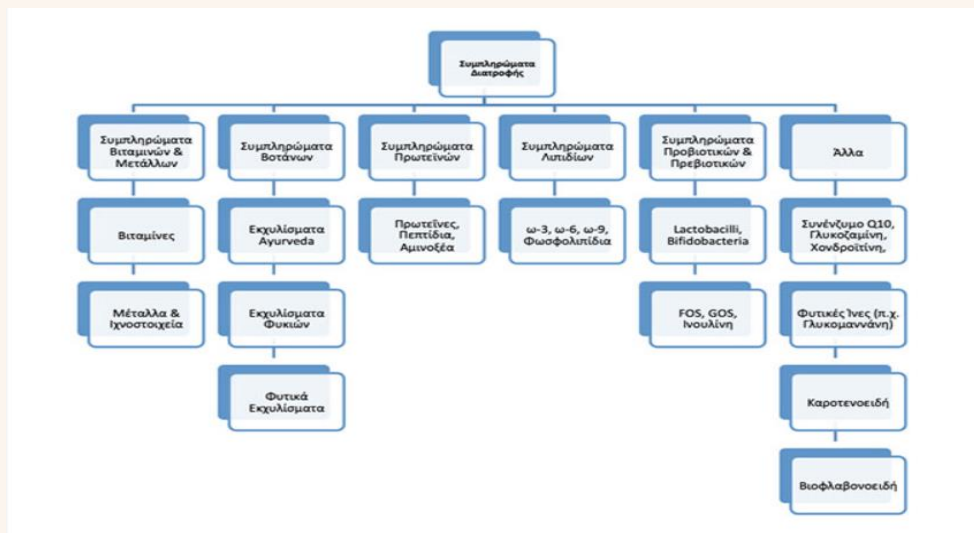 Συμπληρώματα
Διατροφής
Συμπληρώματα
Βιταμινών &
Μετάλλων
Συμπληρώματα
Βοτάνων
Συμπληρώματα
Πρωτεϊνών
Συμπληρώματα
Λιπιδίων
Συμπληρώματα
Προβιοτικών &
Πρεβιοτικών
Άλλα
Βιταμίνες
Εκχυλίσματα
Ayurveda
Πρωτεΐνες,
Πεπτίδια,
Αμινοξέα
ω-3, ω-6, ω-9,
Φωσφολιπίδια
Lactobacilli,
Bifidobacteria
Συνένζυμο Q10,
Γλυκοζαμίνη,
Χονδροϊτίνη,
Μέταλλα &
Ιχνοστοιχεία
Εκχυλίσματα
Φυκιών
FOS, GOS,
Ινουλίνη
Φυτικές Ίνες (π.χ.
Γλυκομαννάνη)
Φυτικά
Εκχυλίσματα
Καροτενοειδή
Βιοφλαβονοειδή